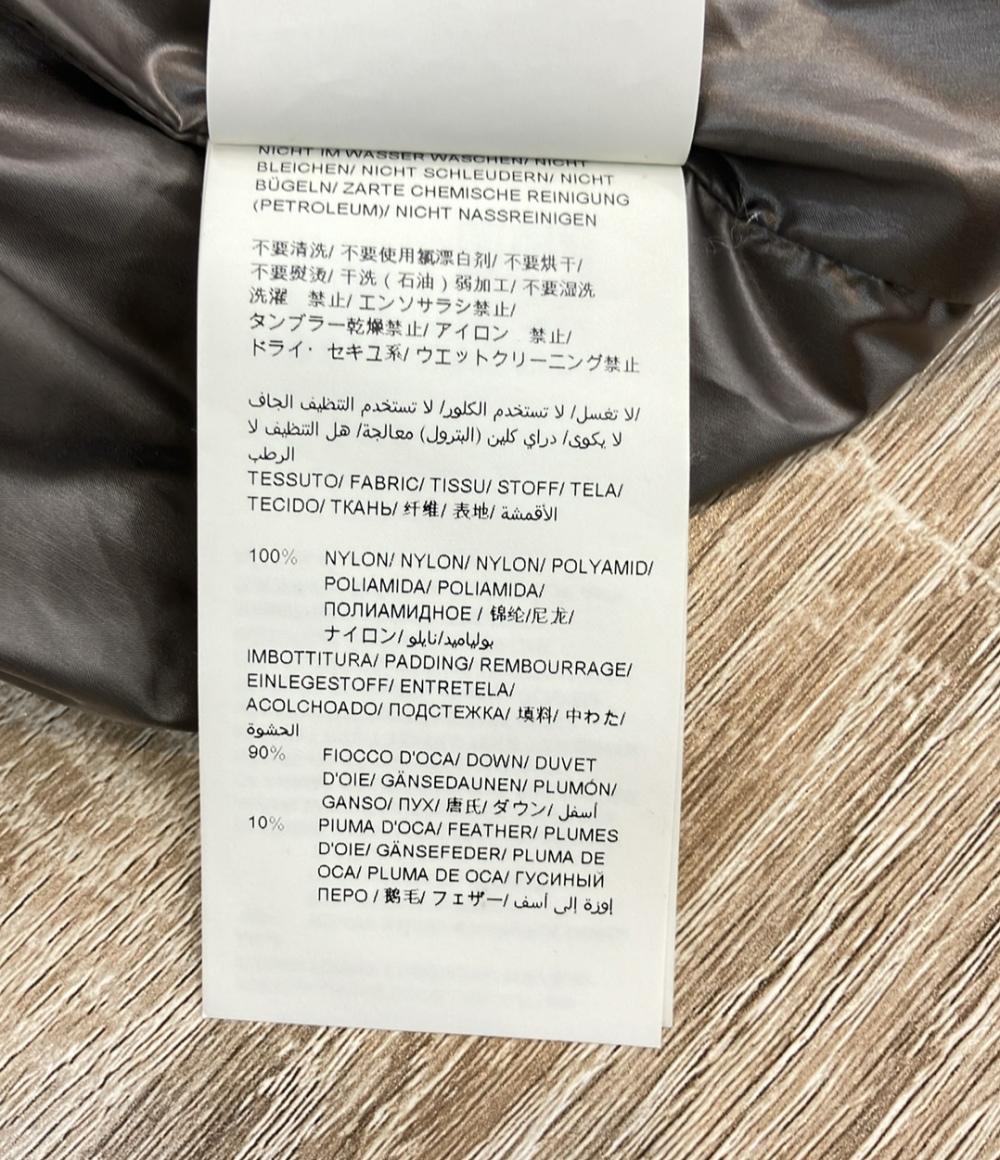 NICHT IM WASSER WASCHEN/ NICHT
BLEICHEN/ NICHT SCHLEUDERN/ NICHT
BÜGELN/ ZARTE CHEMISCHE REINIGUNG
(PETROLEUM)/ NICHT NASSREINIGEN
不要清洗/ 不要使用氯漂白剂/ 不要烘干/
不要熨烫/ 干洗 ( 石油 ) 弱加工/ 不要湿洗
洗濯 禁止/ エンソサラシ禁止/
タンブラー乾燥禁止/ アイロン 禁止/
ドライ・ セキユ系/ ウエットクリーニング禁止
لا تغسل/ لا تستخدم الكلور/ لا تستخدم التنظيف الجاف/
لا يكوى/ دراي كلين (البترول) معالجة/ هل التنظيف لا
الرطب
TESSUTO/ FABRIC/ TISSU/ STOFF/ TELA/
TECIDO/ ТКАНЬ/ 纤维/ 表地/ الأقمشة
100% NYLON/ NYLON/ NYLON/ POLYAMID/
POLIAMIDA/ POLIAMIDA/
ПОЛИАМИДНОЕ / 锦纶/尼龙/
ナイロン/ بولياميد/نايلو
IMBOTTITURA/ PADDING/ REMBOURRAGE/
EINLEGESTOFF/ ENTRETELA/
ACOLCHOADO/ ПОДСТЕЖКА/ 填料/ 中わた/
الحشوة
90% FIOCCO D'OCA/ DOWN/ DUVET
D'OIE/ GÄNSEDAUNEN/ PLUMÓN/
GANSO/ ПУХ/ 唐氏/ ダウン/ أسفل
10% PIUMA D'OCA/ FEATHER/ PLUMES
D'OIE/ GÄNSEFEDER/ PLUMA DE
OCA/ PLUMA DE OCA/ ГУСИНЫЙ
ПЕРО / 鹅毛/ フェザー/ إوزة إلى أسف